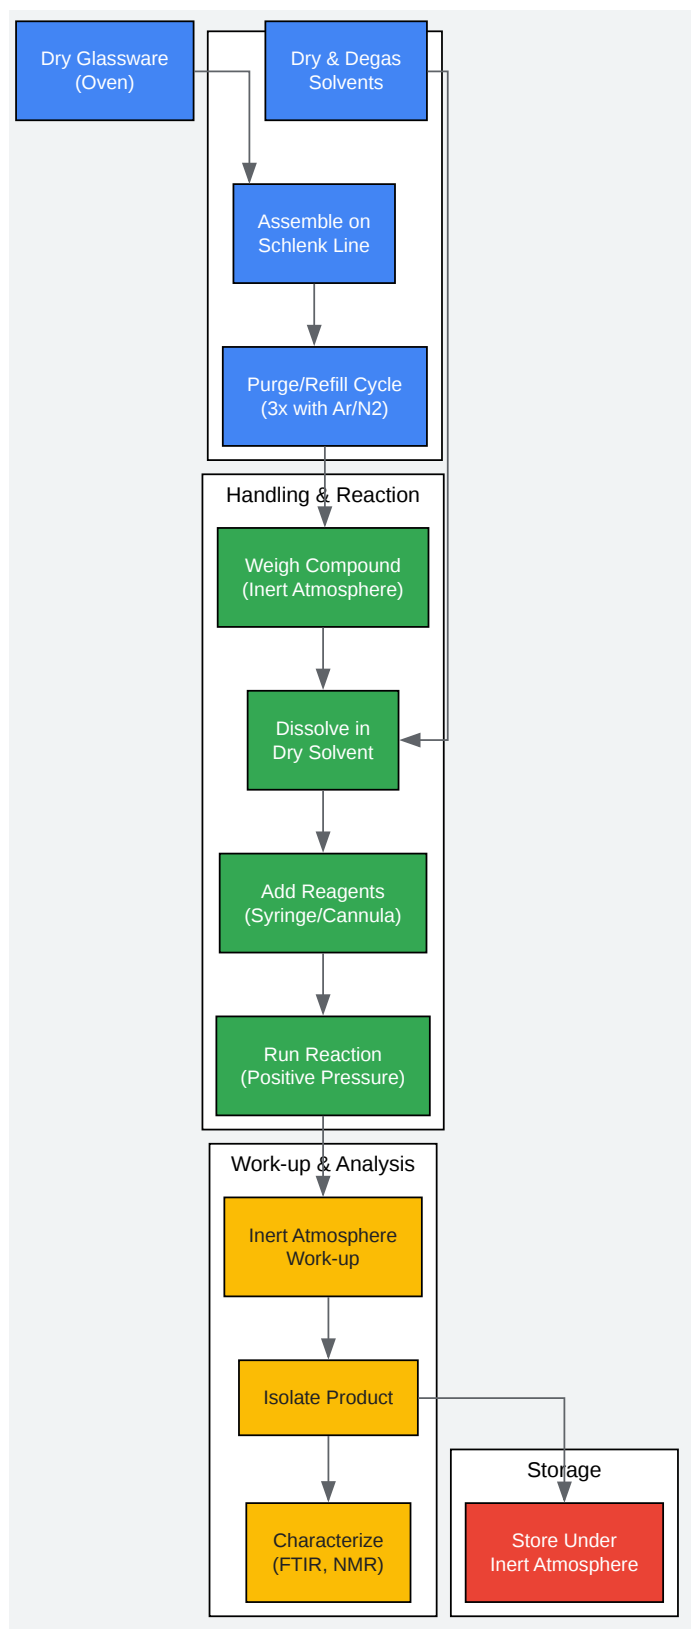 Dry Glassware
(Oven)
Dry & Degas
Solvents
Assemble on
Schlenk Line
Purge/Refill Cycle
(3x with Ar/N2)
Handling & Reaction
Weigh Compound
(Inert Atmosphere)
Dissolve in
Dry Solvent
Add Reagents
(Syringe/Cannula)
Run Reaction
(Positive Pressure)
Work-up & Analysis
Inert Atmosphere
Work-up
Isolate Product
Characterize
(FTIR, NMR)
Storage
Store Under
Inert Atmosphere